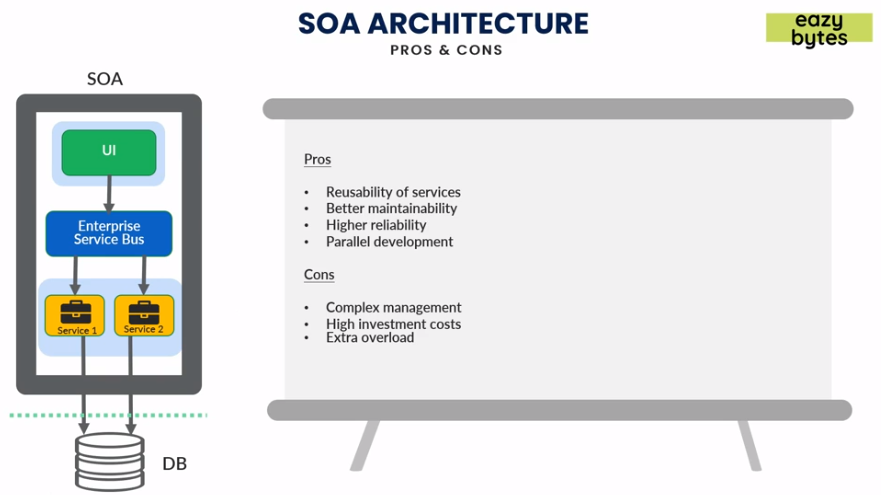 SOA ARCHITECTURE
PROS & CONS
eazy
bytes
SOA
UI
Enterprise
Service Bus
Service 1
Service 2
DB
Pros
• Reusability of services
• Better maintainability
• Higher reliability
• Parallel development
Cons
• Complex management
• High investment costs
• Extra overload